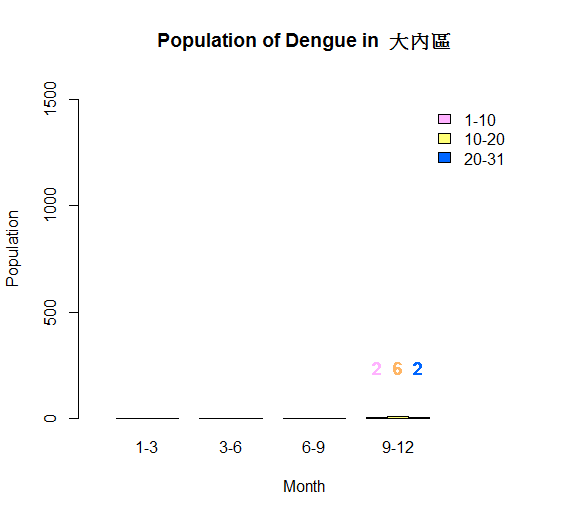 Population of Dengue in 大內區
1500
1000
500
0
Population
1-10
10-20
20-31
2 6 2
1-3 3-6 6-9 9-12
Month